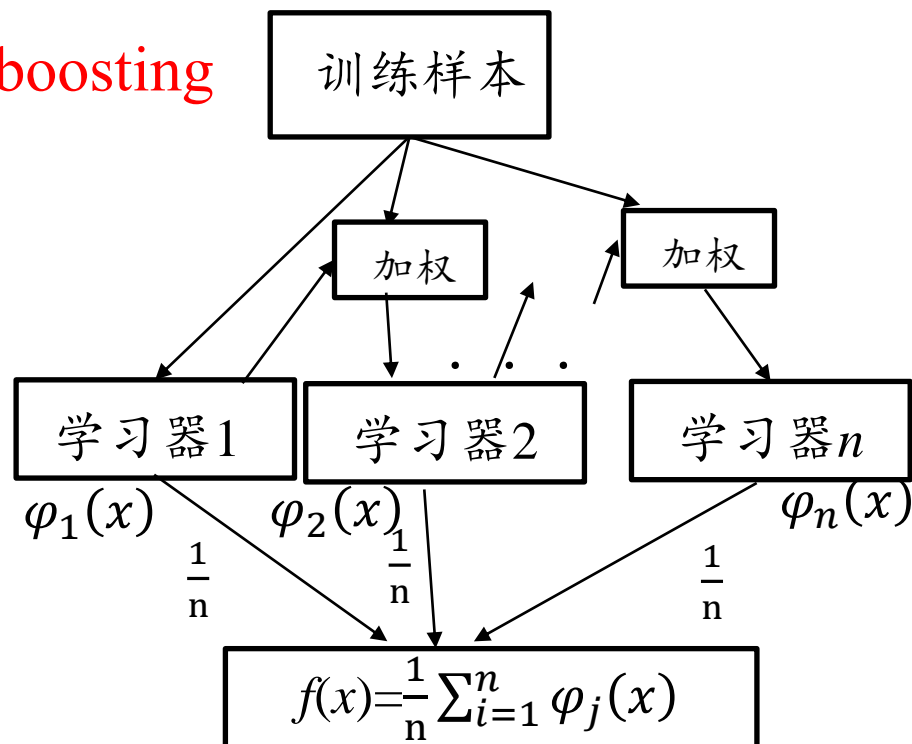 boosting
训练样本
加权
加权
. . .
学习器1
学习器2
学习器n
φ₁(x)
φ₂(x)
φₙ(x)
1/n
1/n
1/n
f(x)=1/n ∑ⁿᵢ₌₁ φⱼ(x)